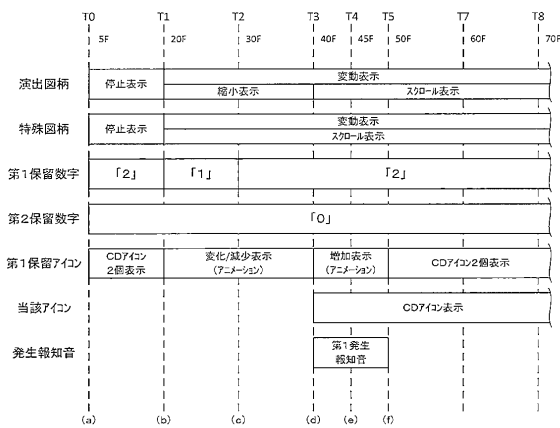 T0 T1 T2 T3 T4 T5 T7 T8
5F 20F 30F 40F 45F 50F 60F 70F
演出図柄 停止表示 変動表示
縮小表示 スクロール表示
特殊図柄 停止表示 変動表示
スクロール表示
第1保留数字 「2」 「1」 「2」
第2保留数字 「0」
第1保留アイコン CDアイコン 2個表示 変化/減少表示 (アニメーション) 増加表示 (アニメーション) CDアイコン2個表示
当該アイコン CDアイコン表示
発生報知音 第1発生 報知音
(a) (b) (c) (d) (e) (f)